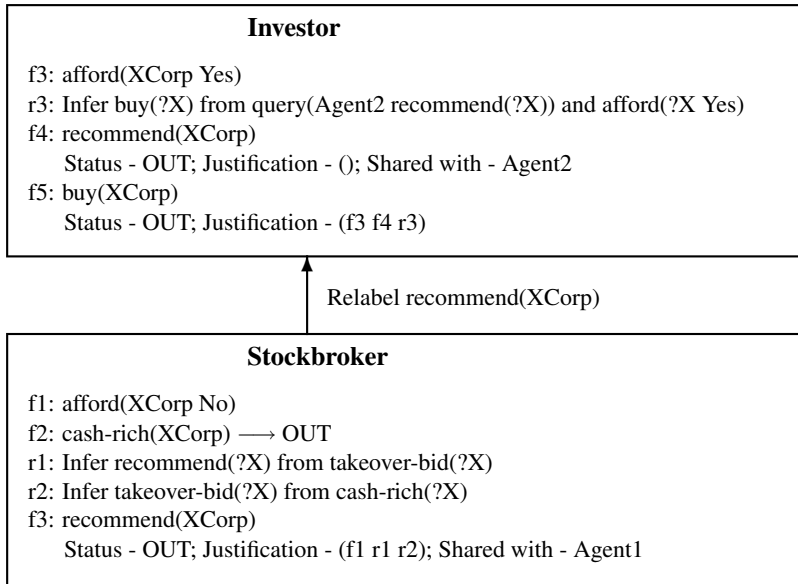 Investor
f3: afford(XCorp Yes)
r3: Infer buy(?X) from query(Agent2 recommend(?X)) and afford(?X Yes)
f4: recommend(XCorp)
Status - OUT; Justification - (); Shared with - Agent2
f5: buy(XCorp)
Status - OUT; Justification - (f3 f4 r3)
Relabel recommend(XCorp)
Stockbroker
f1: afford(XCorp No)
f2: cash-rich(XCorp) ⟶ OUT
r1: Infer recommend(?X) from takeover-bid(?X)
r2: Infer takeover-bid(?X) from cash-rich(?X)
f3: recommend(XCorp)
Status - OUT; Justification - (f1 r1 r2); Shared with - Agent1